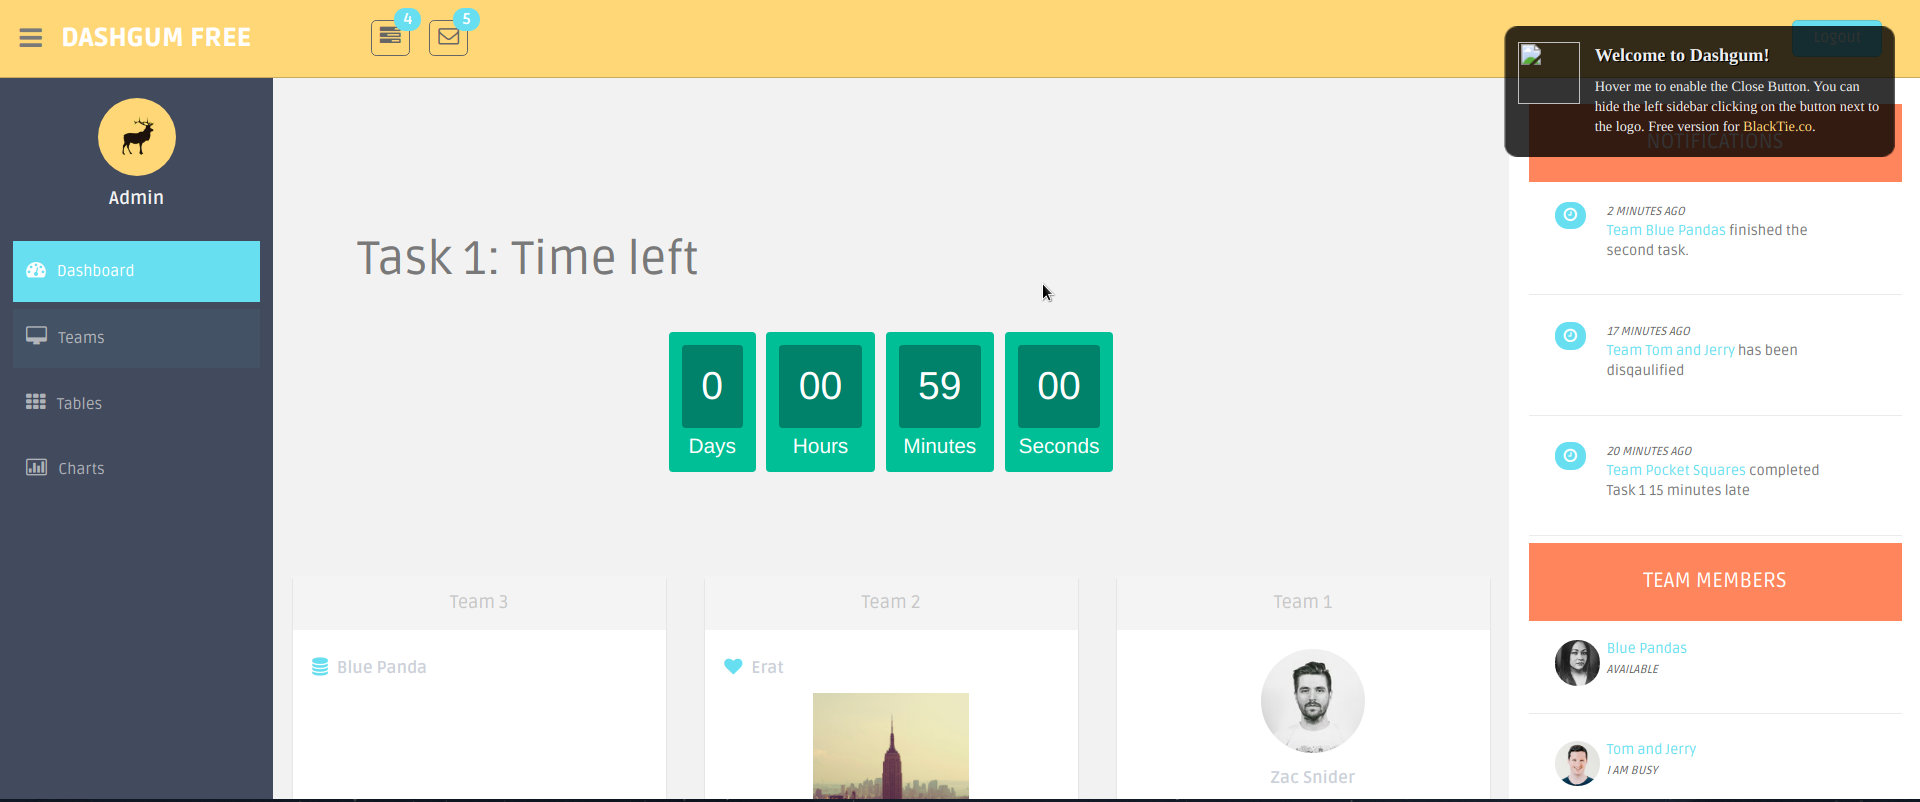 DASHGUM FREE
4
5
Logout
Welcome to Dashgum!
Hover me to enable the Close Button. You can
hide the left sidebar clicking on the button next to
the logo. Free version for BlackTie.co.
NOTIFICATIONS
Admin
Dashboard
Teams
Tables
Charts
Task 1: Time left
0
00
59
00
Days
Hours
Minutes
Seconds
Team 3
Blue Panda
Team 2
Erat
Team 1
Zac Snider
2 MINUTES AGO
Team Blue Pandas finished the
second task.
17 MINUTES AGO
Team Tom and Jerry has been
disqaulified
20 MINUTES AGO
Team Pocket Squares completed
Task 1 15 minutes late
TEAM MEMBERS
Blue Pandas
AVAILABLE
Tom and Jerry
I AM BUSY